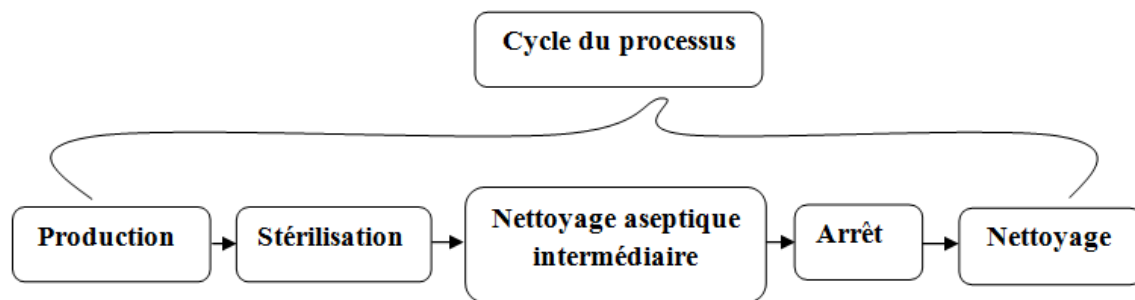 Cycle du processus
Production
Stérilisation
Nettoyage aseptique
intermédiaire
Arrêt
Nettoyage